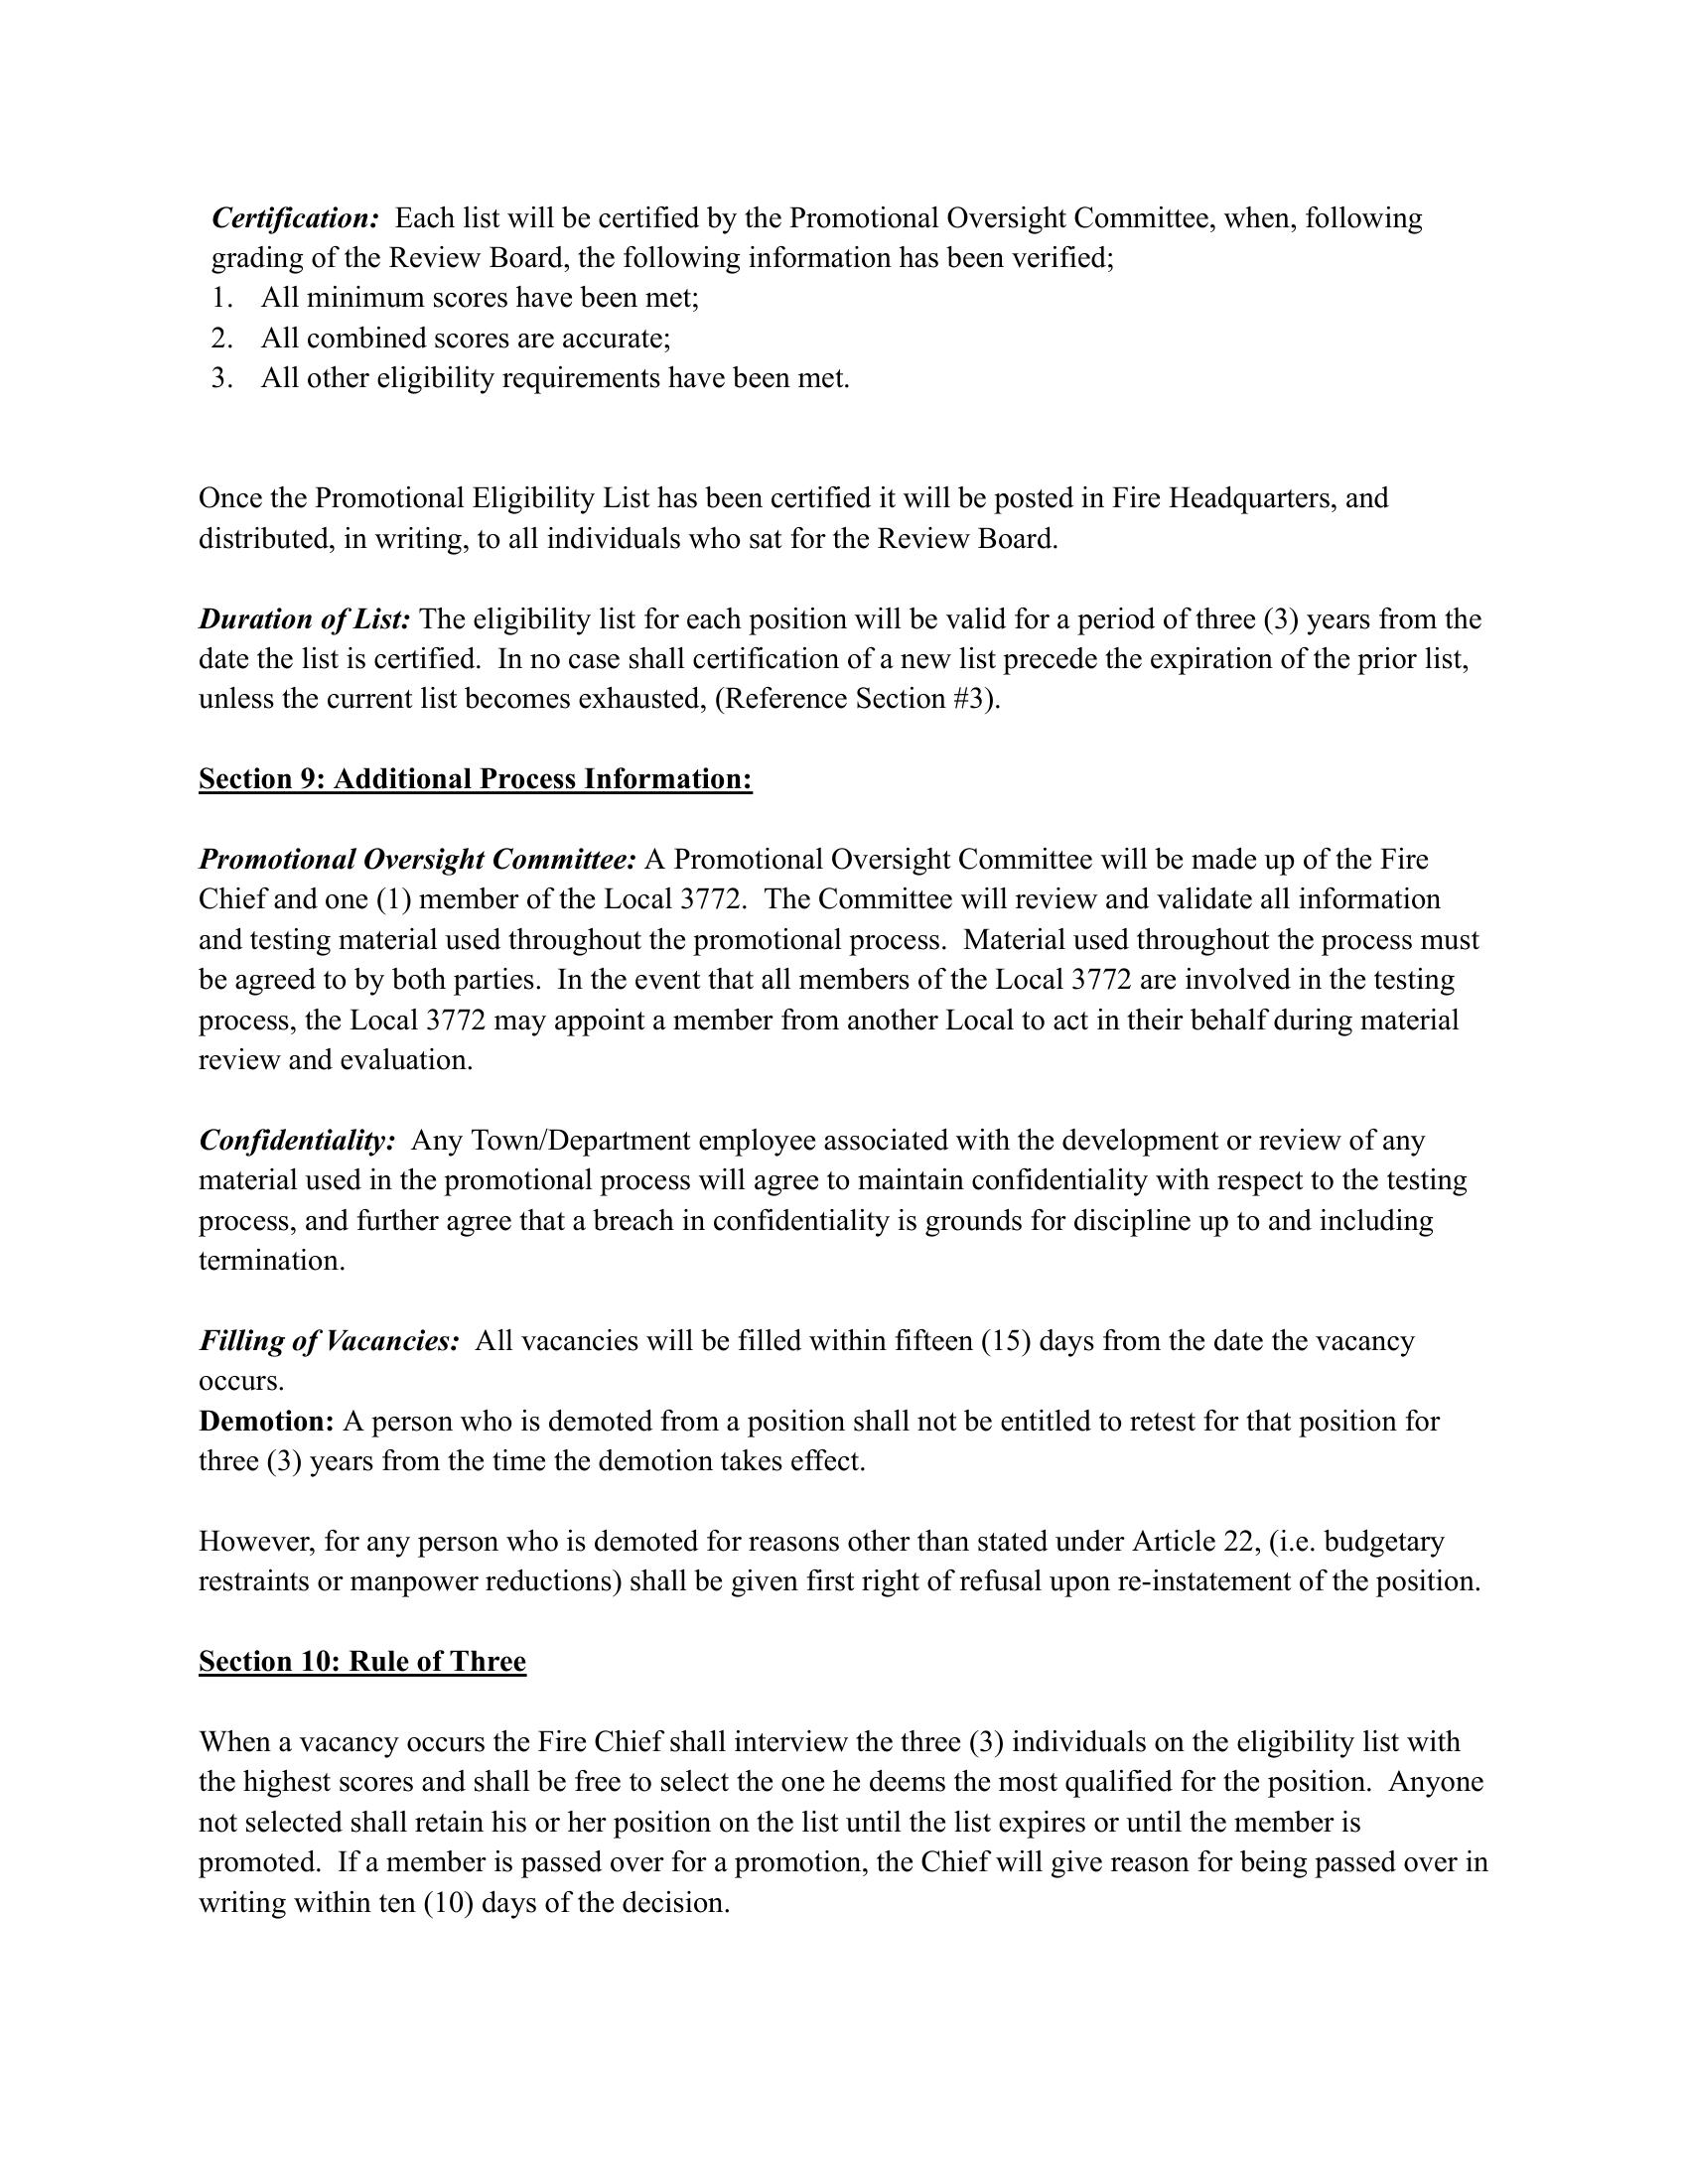 Certification:  Each list will be certified by the Promotional Oversight Committee, when, following
grading of the Review Board, the following information has been verified;
1. All minimum scores have been met;
2. All combined scores are accurate;
3. All other eligibility requirements have been met.
Once the Promotional Eligibility List has been certified it will be posted in Fire Headquarters, and
distributed, in writing, to all individuals who sat for the Review Board.
Duration of List: The eligibility list for each position will be valid for a period of three (3) years from the
date the list is certified.  In no case shall certification of a new list precede the expiration of the prior list,
unless the current list becomes exhausted, (Reference Section #3).
Section 9: Additional Process Information:
Promotional Oversight Committee: A Promotional Oversight Committee will be made up of the Fire
Chief and one (1) member of the Local 3772.  The Committee will review and validate all information
and testing material used throughout the promotional process.  Material used throughout the process must
be agreed to by both parties.  In the event that all members of the Local 3772 are involved in the testing
process, the Local 3772 may appoint a member from another Local to act in their behalf during material
review and evaluation.
Confidentiality:  Any Town/Department employee associated with the development or review of any
material used in the promotional process will agree to maintain confidentiality with respect to the testing
process, and further agree that a breach in confidentiality is grounds for discipline up to and including
termination.
Filling of Vacancies:  All vacancies will be filled within fifteen (15) days from the date the vacancy
occurs.
Demotion: A person who is demoted from a position shall not be entitled to retest for that position for
three (3) years from the time the demotion takes effect.
However, for any person who is demoted for reasons other than stated under Article 22, (i.e. budgetary
restraints or manpower reductions) shall be given first right of refusal upon re-instatement of the position.
Section 10: Rule of Three
When a vacancy occurs the Fire Chief shall interview the three (3) individuals on the eligibility list with
the highest scores and shall be free to select the one he deems the most qualified for the position.  Anyone
not selected shall retain his or her position on the list until the list expires or until the member is
promoted.  If a member is passed over for a promotion, the Chief will give reason for being passed over in
writing within ten (10) days of the decision.